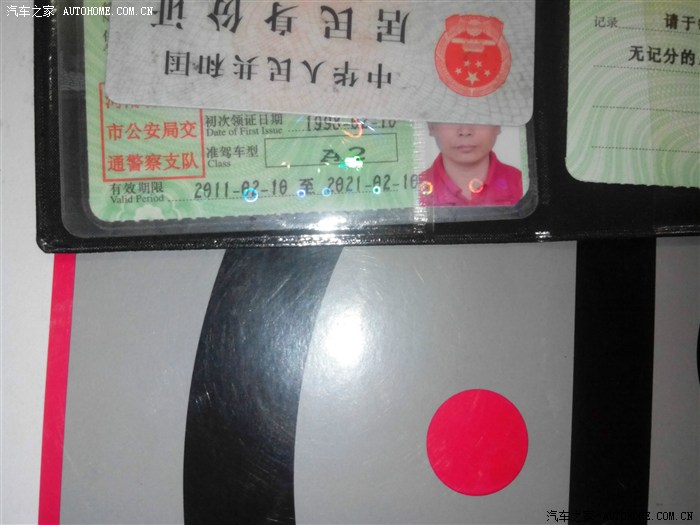 汽车之家 AUTOHOME.COM.CN
中华人民共和国
居民身份证
市公安局交
通警察支队
初次领证日期
Date of First Issue
准驾车型 A2
Class
有效期限 2011-02-10 至 2021-02-10
Valid Period
记录 请于
无记分的
汽车之家 AUTOHOME.COM.CN